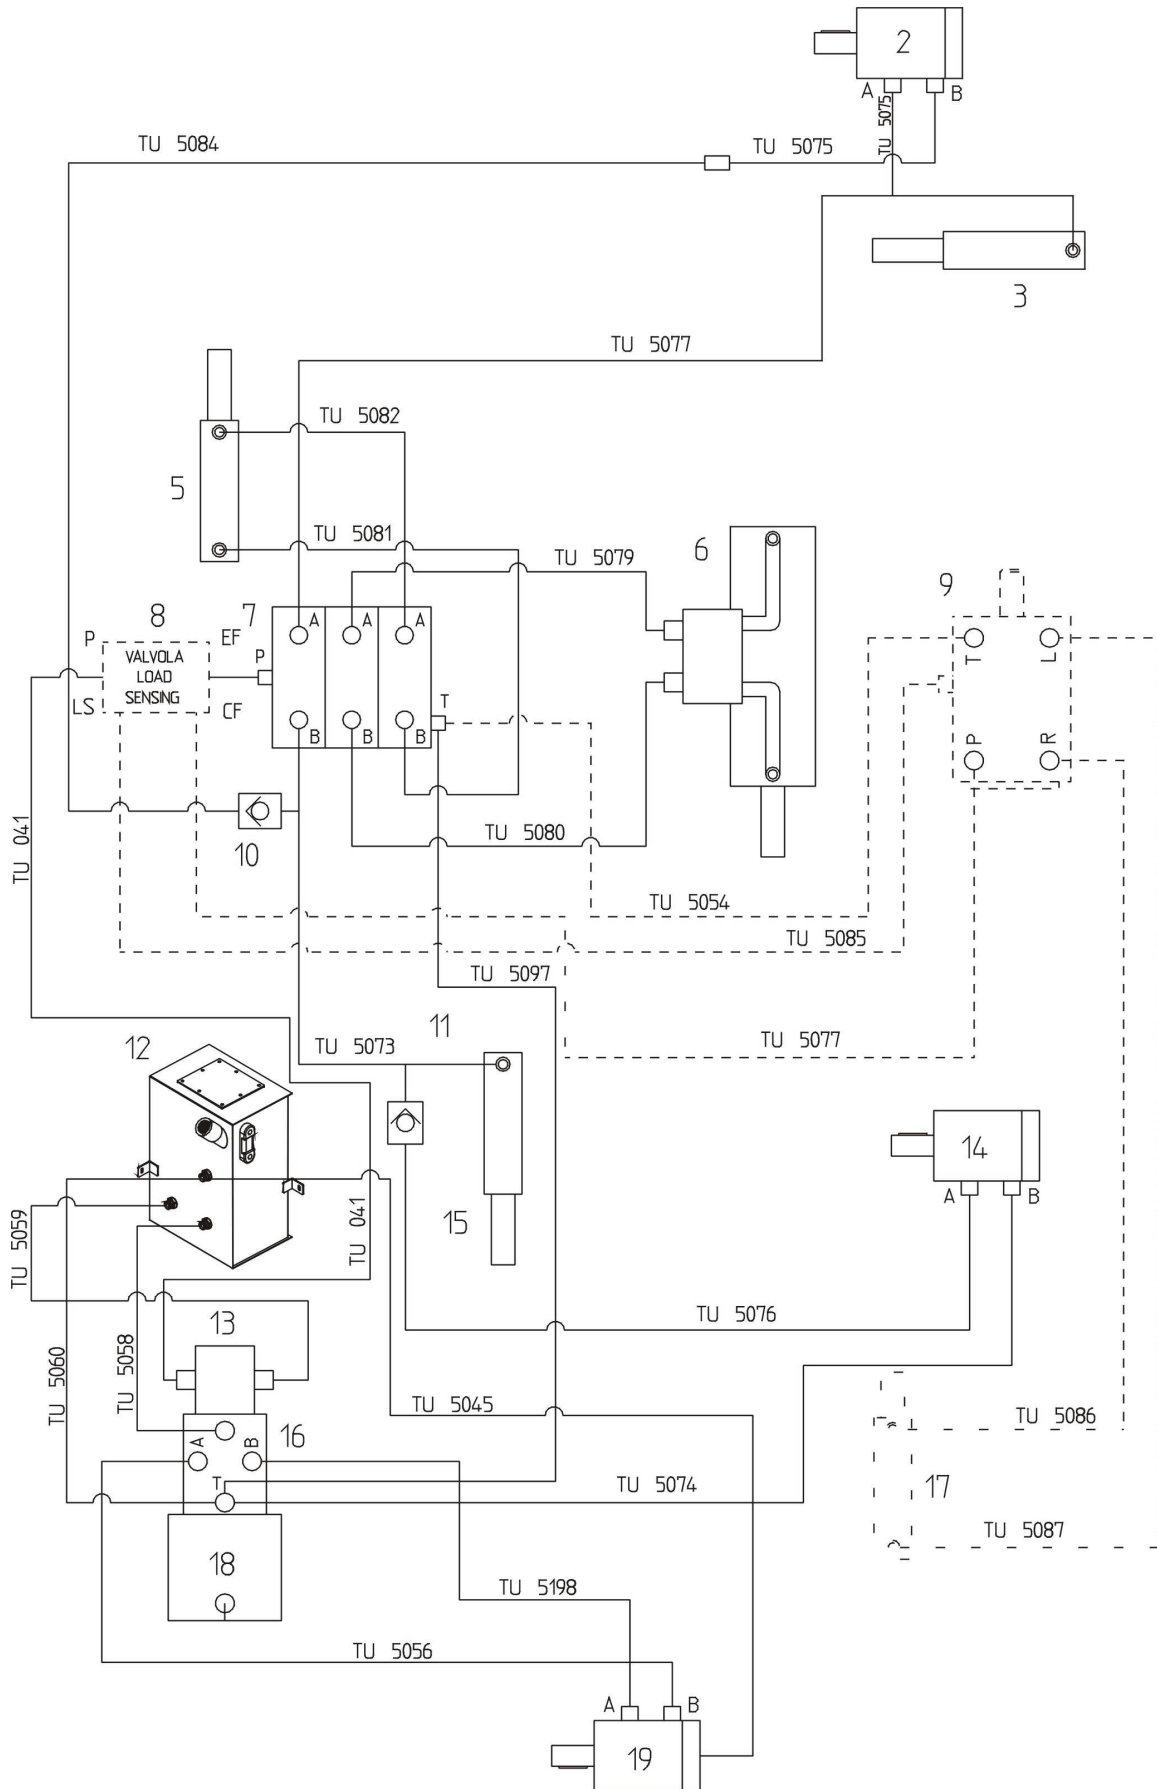 2
A
B
TU 5075
TU 5084
TU 5075
3
TU 5077
TU 5082
5
TU 5081
6
TU 5079
9
8
7
P
EF
A
A
A
VALVOLA
LOAD
SENSING
P
T
L
LS
CF
T
B
B
B
P
R
TU 041
10
TU 5080
TU 5054
TU 5085
TU 5097
11
12
TU 5073
TU 5077
14
A
B
TU 5059
TU 041
15
13
TU 5076
TU 5060
TU 5058
TU 5045
TU 5086
A
B
16
T
TU 5074
17
TU 5087
18
TU 5198
TU 5056
A
B
19